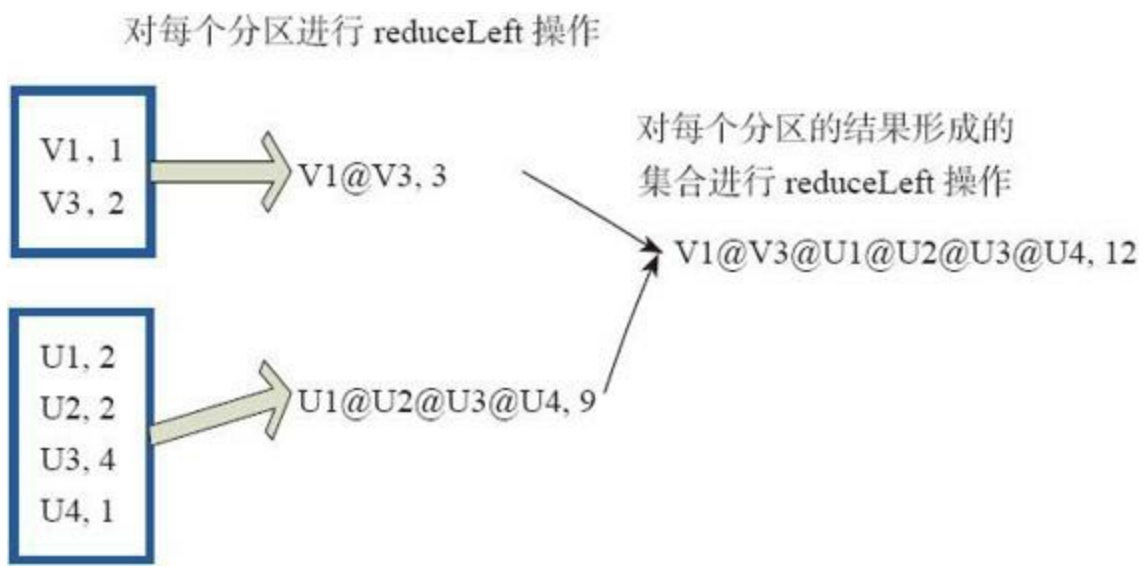 对每个分区进行 reduceLeft 操作
V1, 1
V3, 2
V1@V3, 3
对每个分区的结果形成的
集合进行 reduceLeft 操作
V1@V3@U1@U2@U3@U4, 12
U1, 2
U2, 2
U3, 4
U4, 1
U1@U2@U3@U4, 9